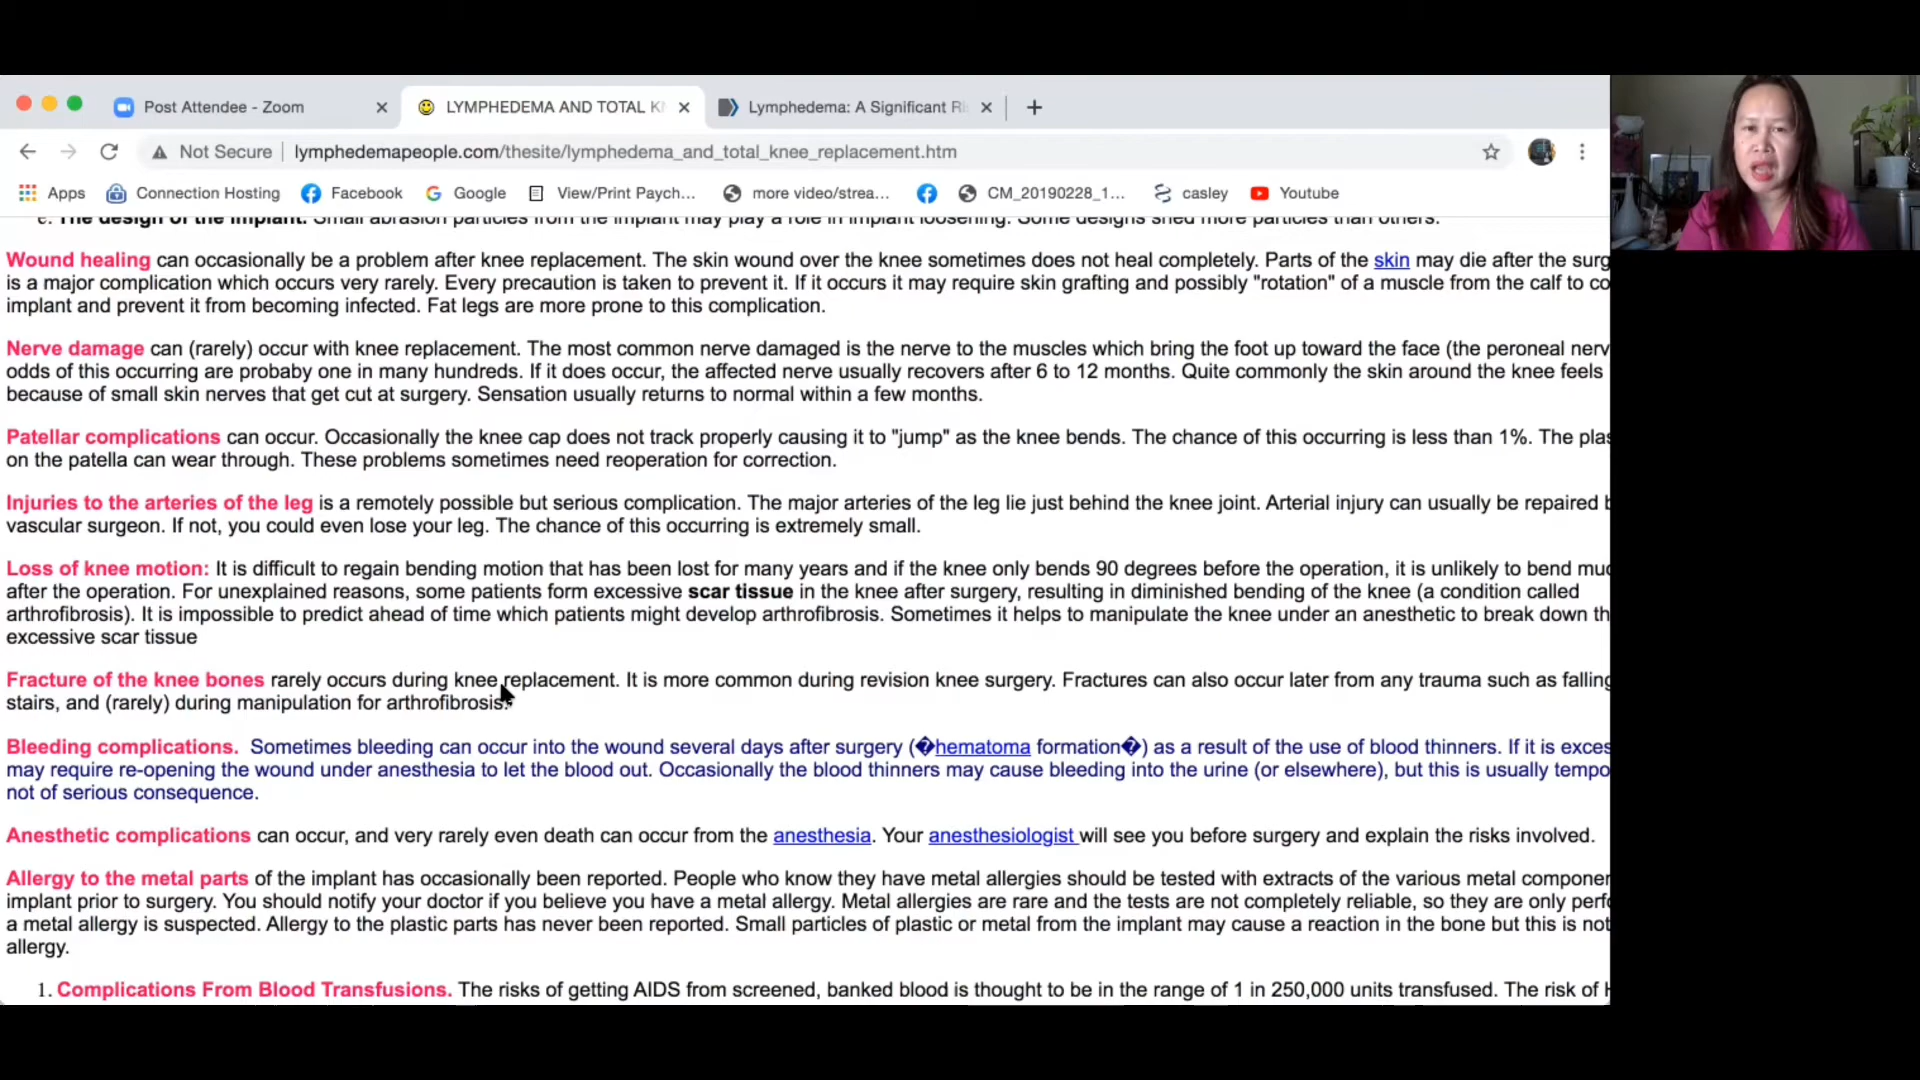 Post Attendee - Zoom
LYMPHEDEMA AND TOTAL K
Lymphedema: A Significant Ri
Not Secure
lymphedemapeople.com/thesite/lymphedema_and_total_knee_replacement.htm
Apps
Connection Hosting
Facebook
Google
View/Print Paych...
more video/strea...
CM_20190228_1...
casley
Youtube
e. The design of the implant. Small abrasion particles from the implant may play a role in implant loosening. Some designs shed more particles than others.
Wound healing can occasionally be a problem after knee replacement. The skin wound over the knee sometimes does not heal completely. Parts of the skin may die after the surg
is a major complication which occurs very rarely. Every precaution is taken to prevent it. If it occurs it may require skin grafting and possibly "rotation" of a muscle from the calf to co
implant and prevent it from becoming infected. Fat legs are more prone to this complication.
Nerve damage can (rarely) occur with knee replacement. The most common nerve damaged is the nerve to the muscles which bring the foot up toward the face (the peroneal nerv
odds of this occurring are probaby one in many hundreds. If it does occur, the affected nerve usually recovers after 6 to 12 months. Quite commonly the skin around the knee feels
because of small skin nerves that get cut at surgery. Sensation usually returns to normal within a few months.
Patellar complications can occur. Occasionally the knee cap does not track properly causing it to "jump" as the knee bends. The chance of this occurring is less than 1%. The plas
on the patella can wear through. These problems sometimes need reoperation for correction.
Injuries to the arteries of the leg is a remotely possible but serious complication. The major arteries of the leg lie just behind the knee joint. Arterial injury can usually be repaired b
vascular surgeon. If not, you could even lose your leg. The chance of this occurring is extremely small.
Loss of knee motion: It is difficult to regain bending motion that has been lost for many years and if the knee only bends 90 degrees before the operation, it is unlikely to bend muc
after the operation. For unexplained reasons, some patients form excessive scar tissue in the knee after surgery, resulting in diminished bending of the knee (a condition called
arthrofibrosis). It is impossible to predict ahead of time which patients might develop arthrofibrosis. Sometimes it helps to manipulate the knee under an anesthetic to break down th
excessive scar tissue
Fracture of the knee bones rarely occurs during knee replacement. It is more common during revision knee surgery. Fractures can also occur later from any trauma such as falling
stairs, and (rarely) during manipulation for arthrofibrosis.
Bleeding complications. Sometimes bleeding can occur into the wound several days after surgery (�hematoma formation�) as a result of the use of blood thinners. If it is exces
may require re-opening the wound under anesthesia to let the blood out. Occasionally the blood thinners may cause bleeding into the urine (or elsewhere), but this is usually tempo
not of serious consequence.
Anesthetic complications can occur, and very rarely even death can occur from the anesthesia. Your anesthesiologist will see you before surgery and explain the risks involved.
Allergy to the metal parts of the implant has occasionally been reported. People who know they have metal allergies should be tested with extracts of the various metal componen
implant prior to surgery. You should notify your doctor if you believe you have a metal allergy. Metal allergies are rare and the tests are not completely reliable, so they are only perfo
a metal allergy is suspected. Allergy to the plastic parts has never been reported. Small particles of plastic or metal from the implant may cause a reaction in the bone but this is not
allergy.
1. Complications From Blood Transfusions. The risks of getting AIDS from screened, banked blood is thought to be in the range of 1 in 250,000 units transfused. The risk of H